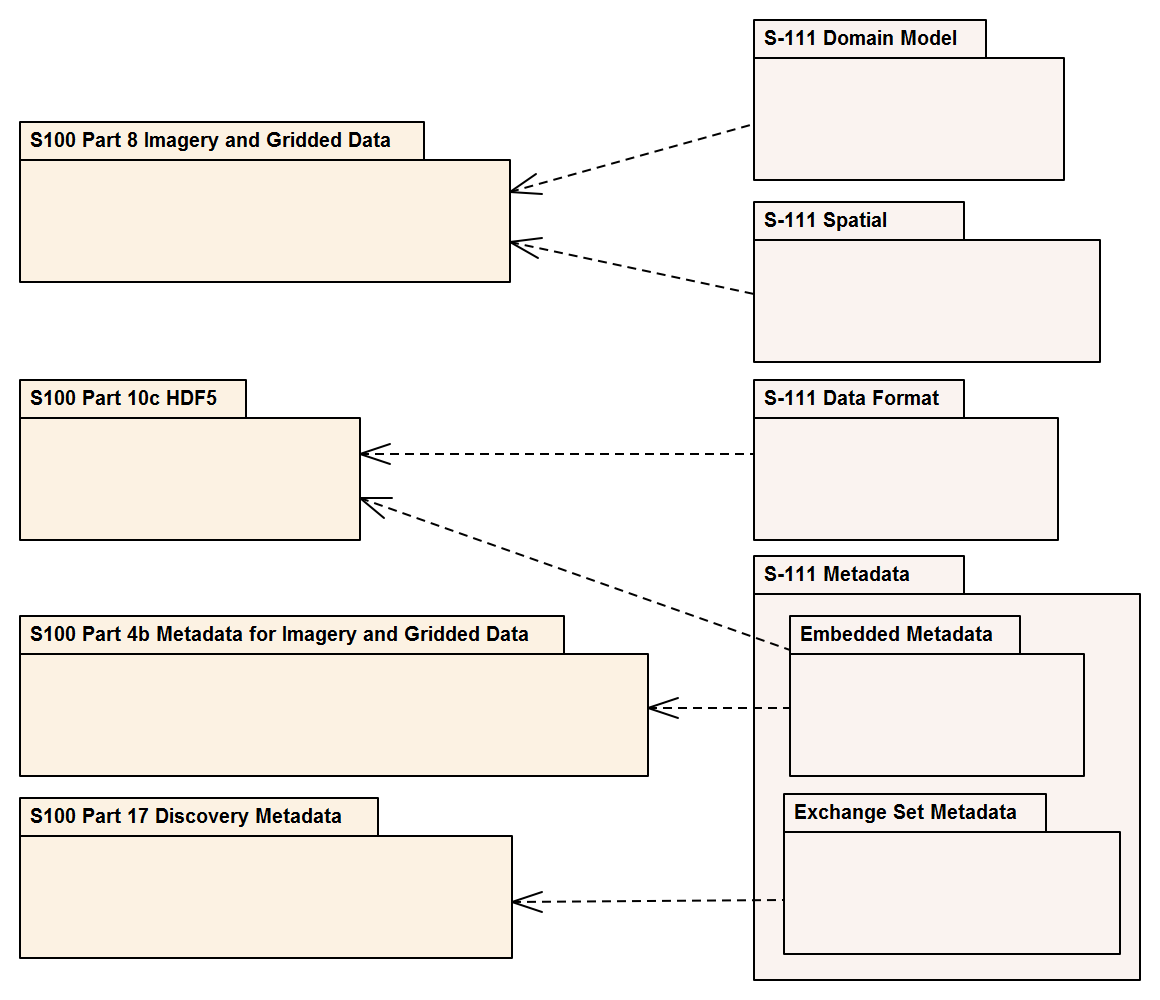 S-111 Domain Model
S100 Part 8 Imagery and Gridded Data
S-111 Spatial
S100 Part 10c HDF5
S-111 Data Format
S-111 Metadata
S100 Part 4b Metadata for Imagery and Gridded Data
Embedded Metadata
S100 Part 17 Discovery Metadata
Exchange Set Metadata